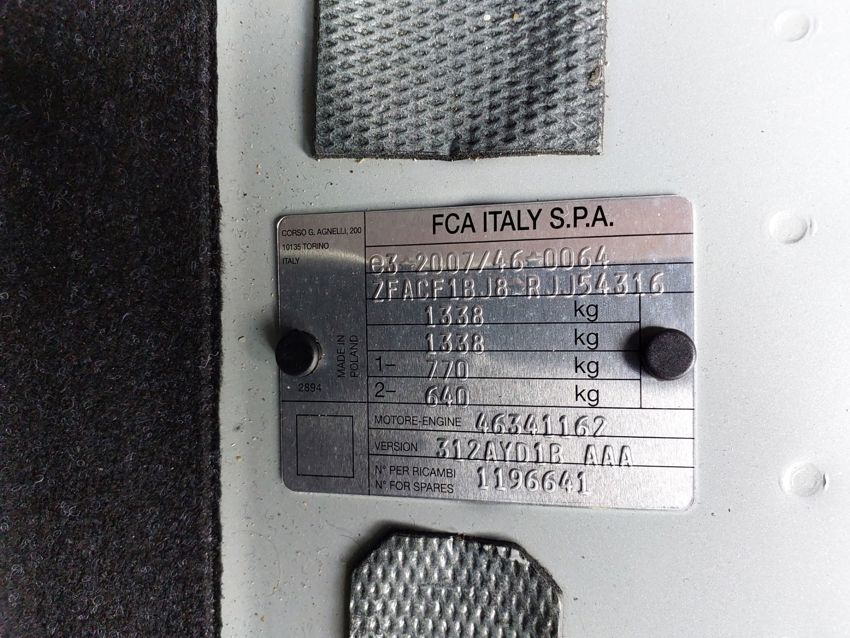 FCA ITALY S.P.A.
CORSO G. AGNELLI, 200
10135 TORINO
ITALY
e3-2007/46-0064
ZFACF1BJ8 RJJ54316
1338 kg
1338 kg
1- 770 kg
2- 640 kg
MADE IN
POLAND
2894
MOTORE-ENGINE 46341162
VERSION 312AYD1B AAA
N° PER RICAMBI
N° FOR SPARES 1196641